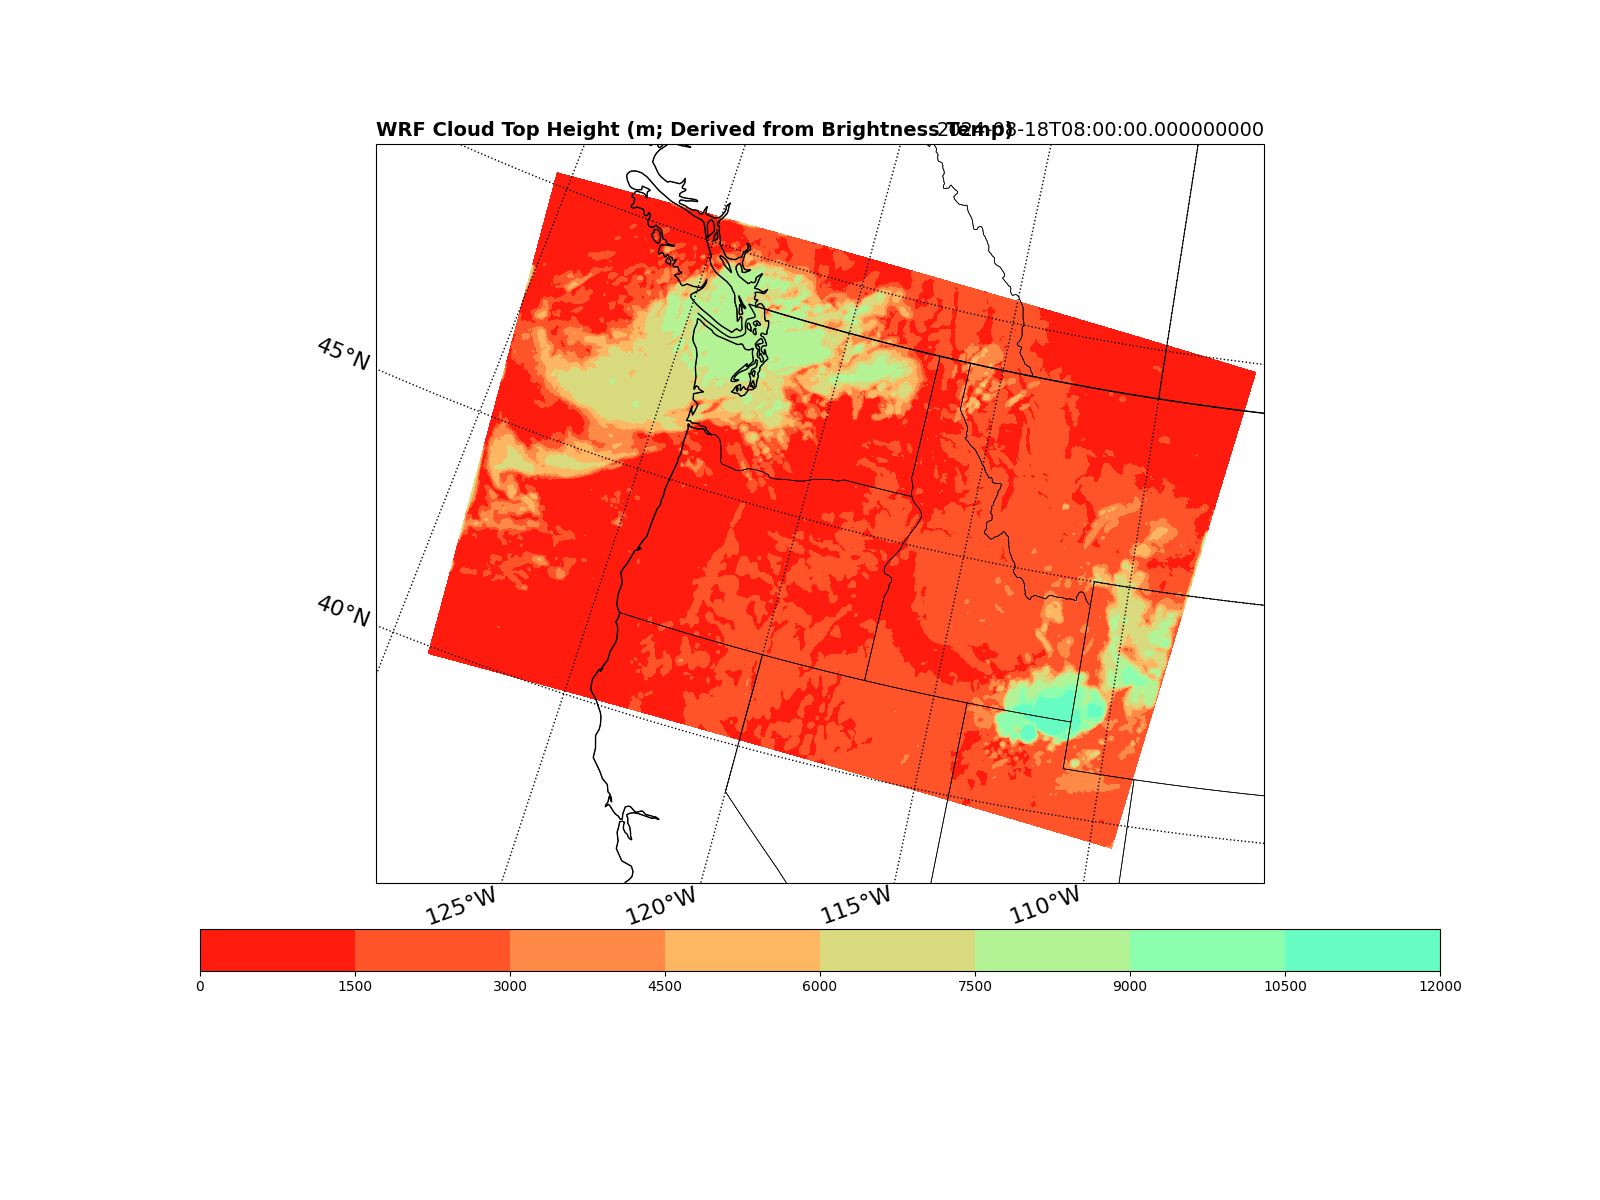 WRF Cloud Top Height (m; Derived from Brightness Temp) 2024-08-18T08:00:00.000000000
45°N
40°N
125°W 120°W 115°W 110°W
0 1500 3000 4500 6000 7500 9000 10500 12000